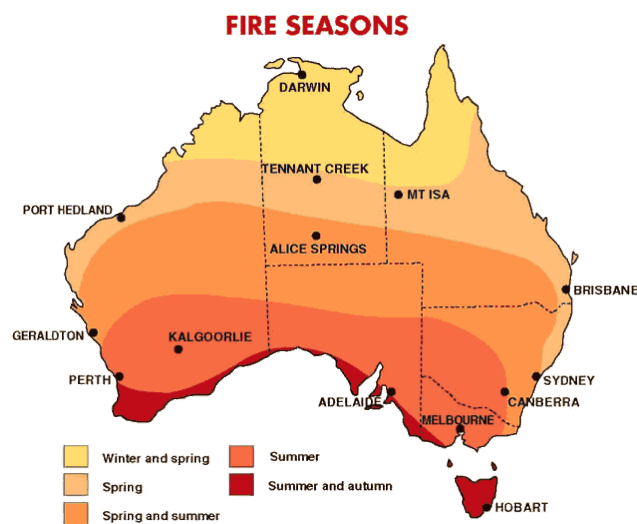 FIRE SEASONS
DARWIN
TENNANT CREEK
MT ISA
PORT HEDLAND
ALICE SPRINGS
BRISBANE
GERALDTON
KALGOORLIE
PERTH
ADELAIDE
SYDNEY
CANBERRA
MELBOURNE
Winter and spring
Summer
Spring
Summer and autumn
Spring and summer
HOBART